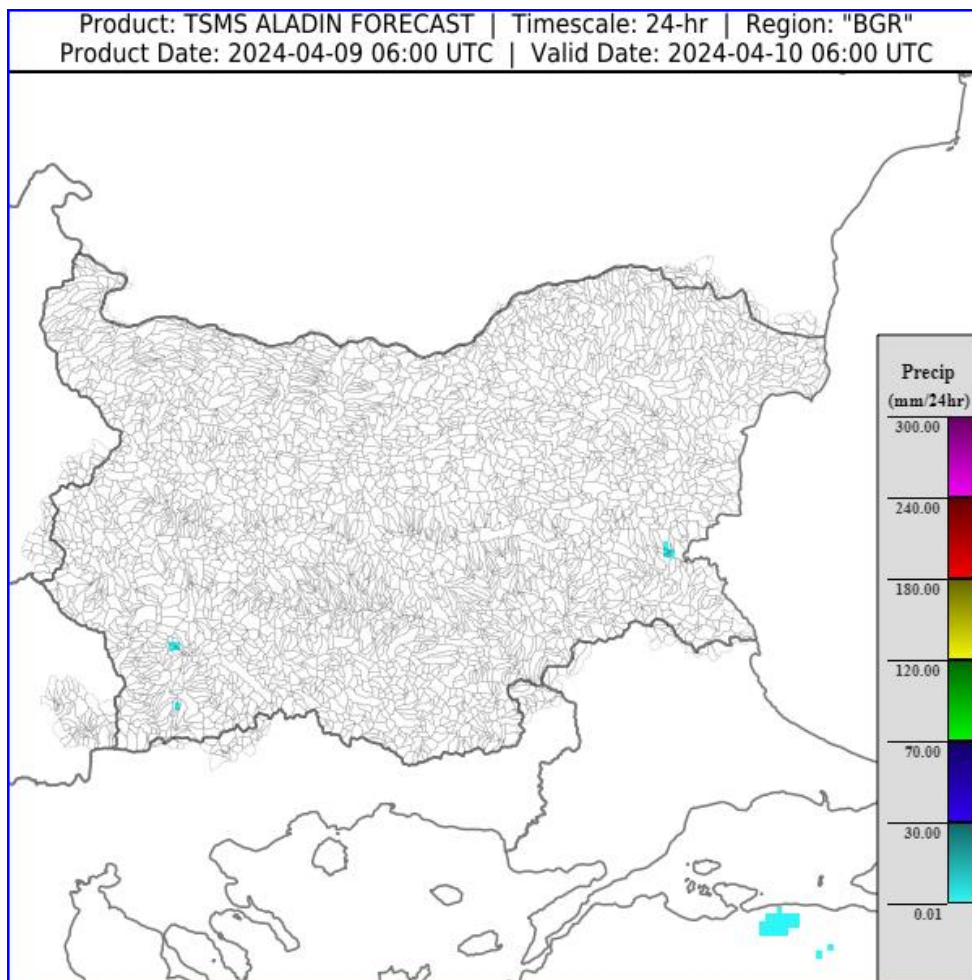 Product: TSMS ALADIN FORECAST | Timescale: 24-hr | Region: "BGR"
Product Date: 2024-04-09 06:00 UTC | Valid Date: 2024-04-10 06:00 UTC
Precip
(mm/24hr)
300.00
240.00
180.00
120.00
70.00
30.00
0.01